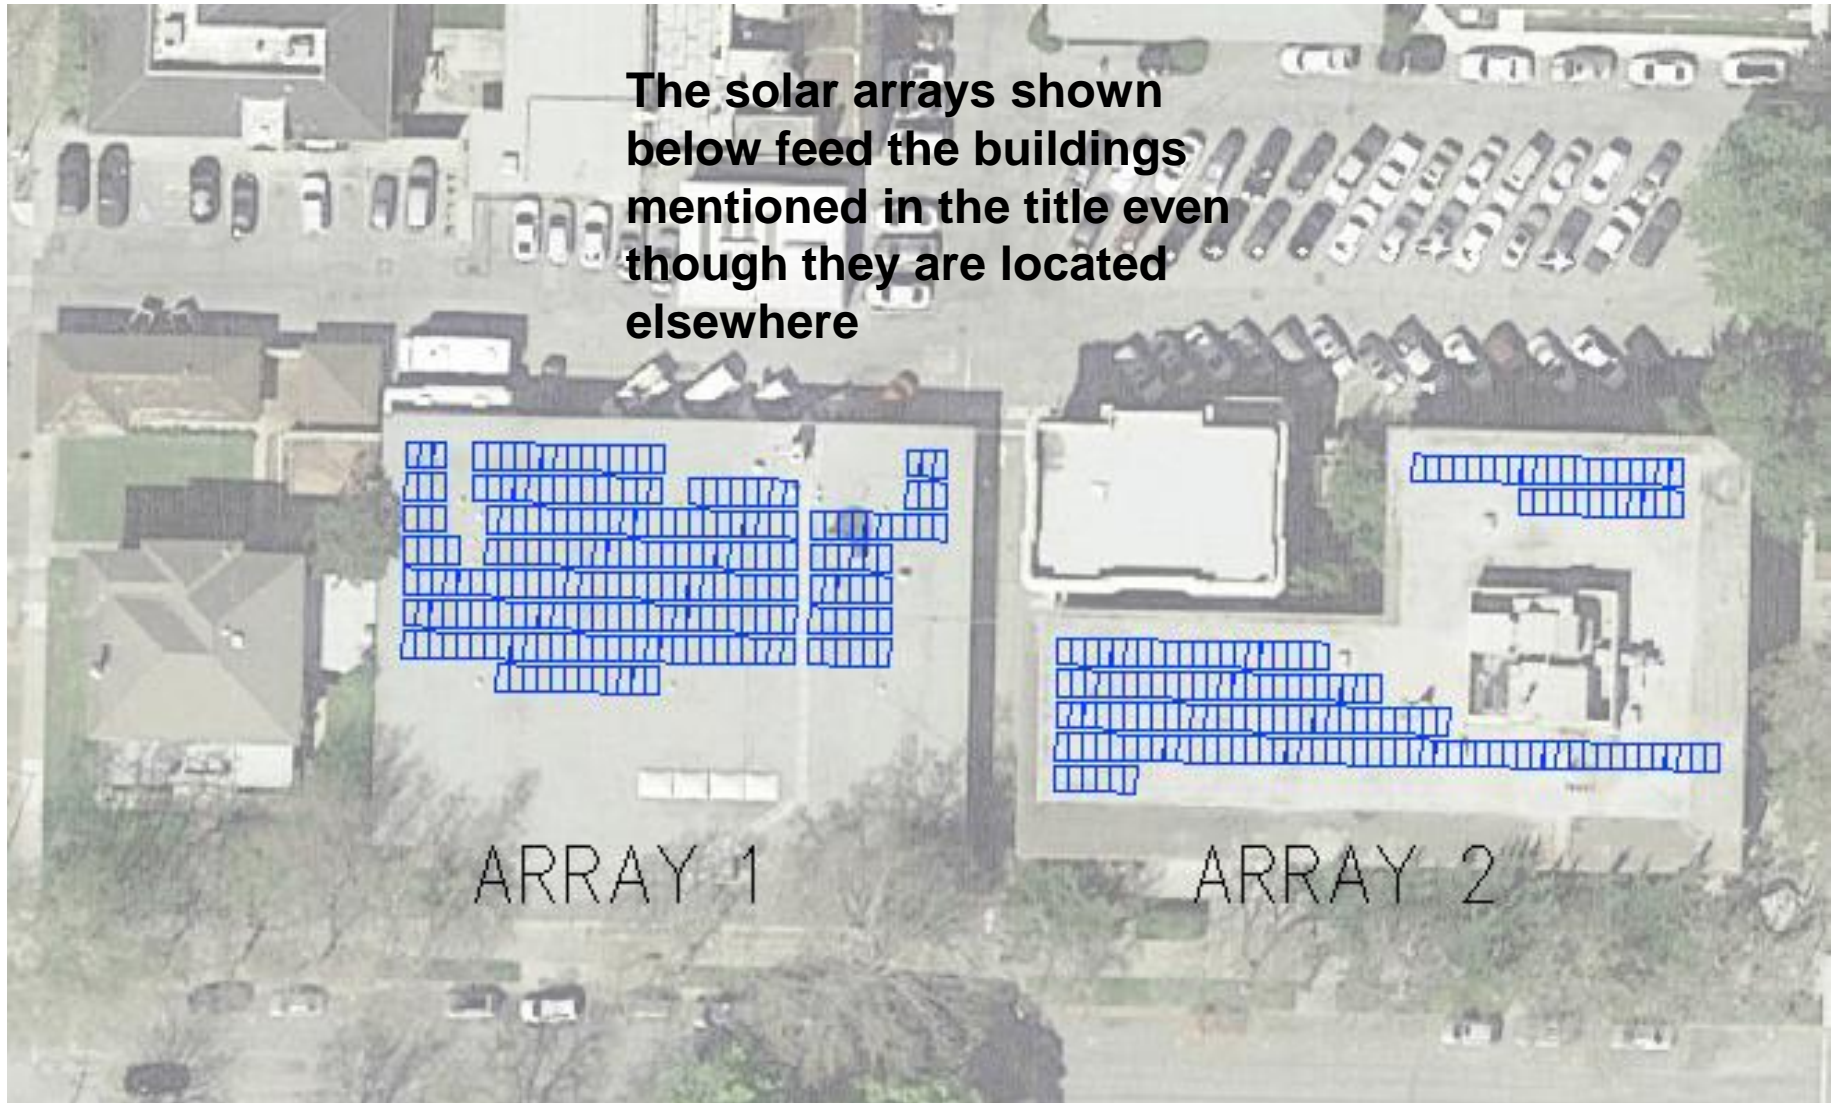 The solar arrays shown
below feed the buildings
mentioned in the title even
though they are located
elsewhere
ARRAY 1
ARRAY 2